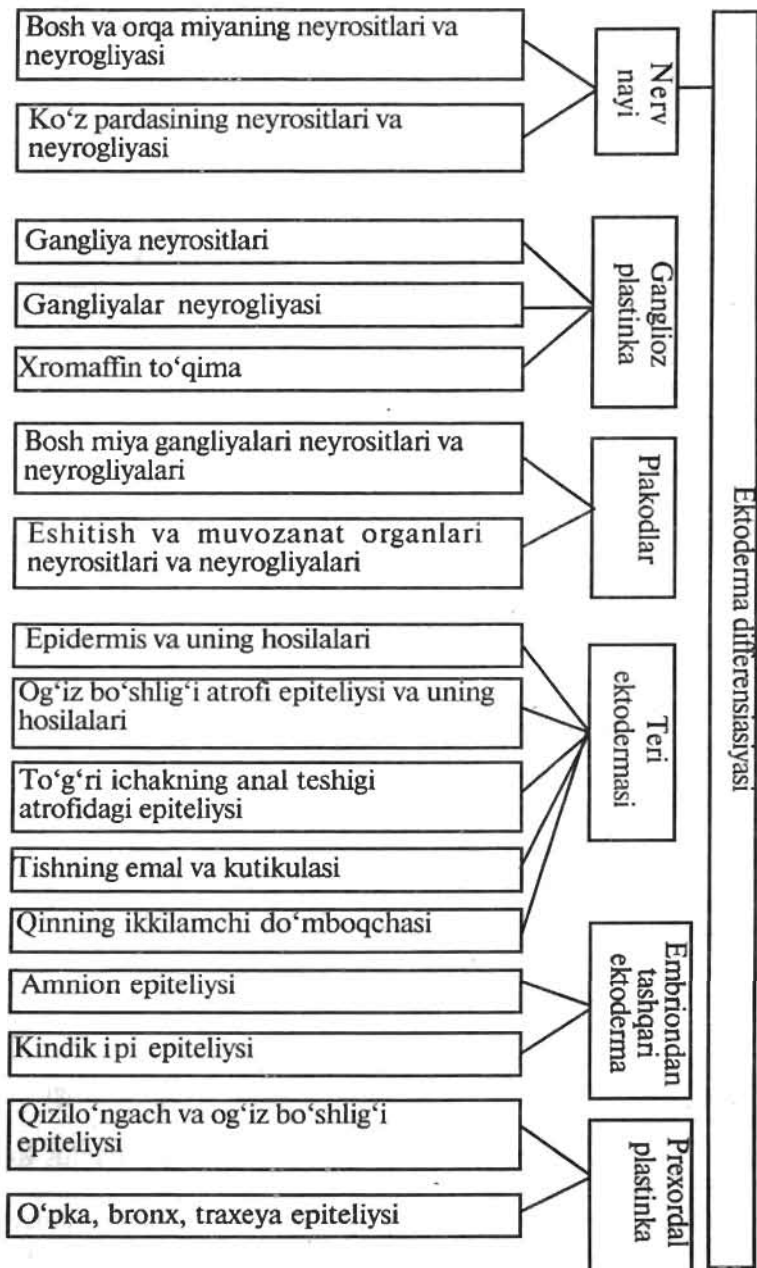 Bosh va orqa miyaning neyrositlari va
neyrogliyasi
Ko‘z pardasining neyrositlari va
neyrogliyasi
Nerv
nayi
Gangliya neyrositlari
Gangliyalar neyrogliyasi
Xromaffin to‘qima
Ganglioz
plastinka
Bosh miya gangliyalari neyrositlari va
neyrogliyalari
Eshitish va muvozanat organlari
neyrositlari va neyrogliyalari
Plakodlar
Epidermis va uning hosilalari
Og‘iz bo‘shlig‘i atrofi epiteliysi va uning
hosilalari
To‘g‘ri ichakning anal teshigi
atrofidagi epiteliysi
Tishning emal va kutikulasi
Qinning ikkilamchi do‘mboqchasi
Teri
ektodermasi
Amnion epiteliysi
Kindik ipi epiteliysi
Embriondan
tashqari
ektoderma
Qizilo‘ngach va og‘iz bo‘shlig‘i
epiteliysi
O‘pka, bronx, traxeya epiteliysi
Prexordal
plastinka
Ektoderma differensiasiyasi